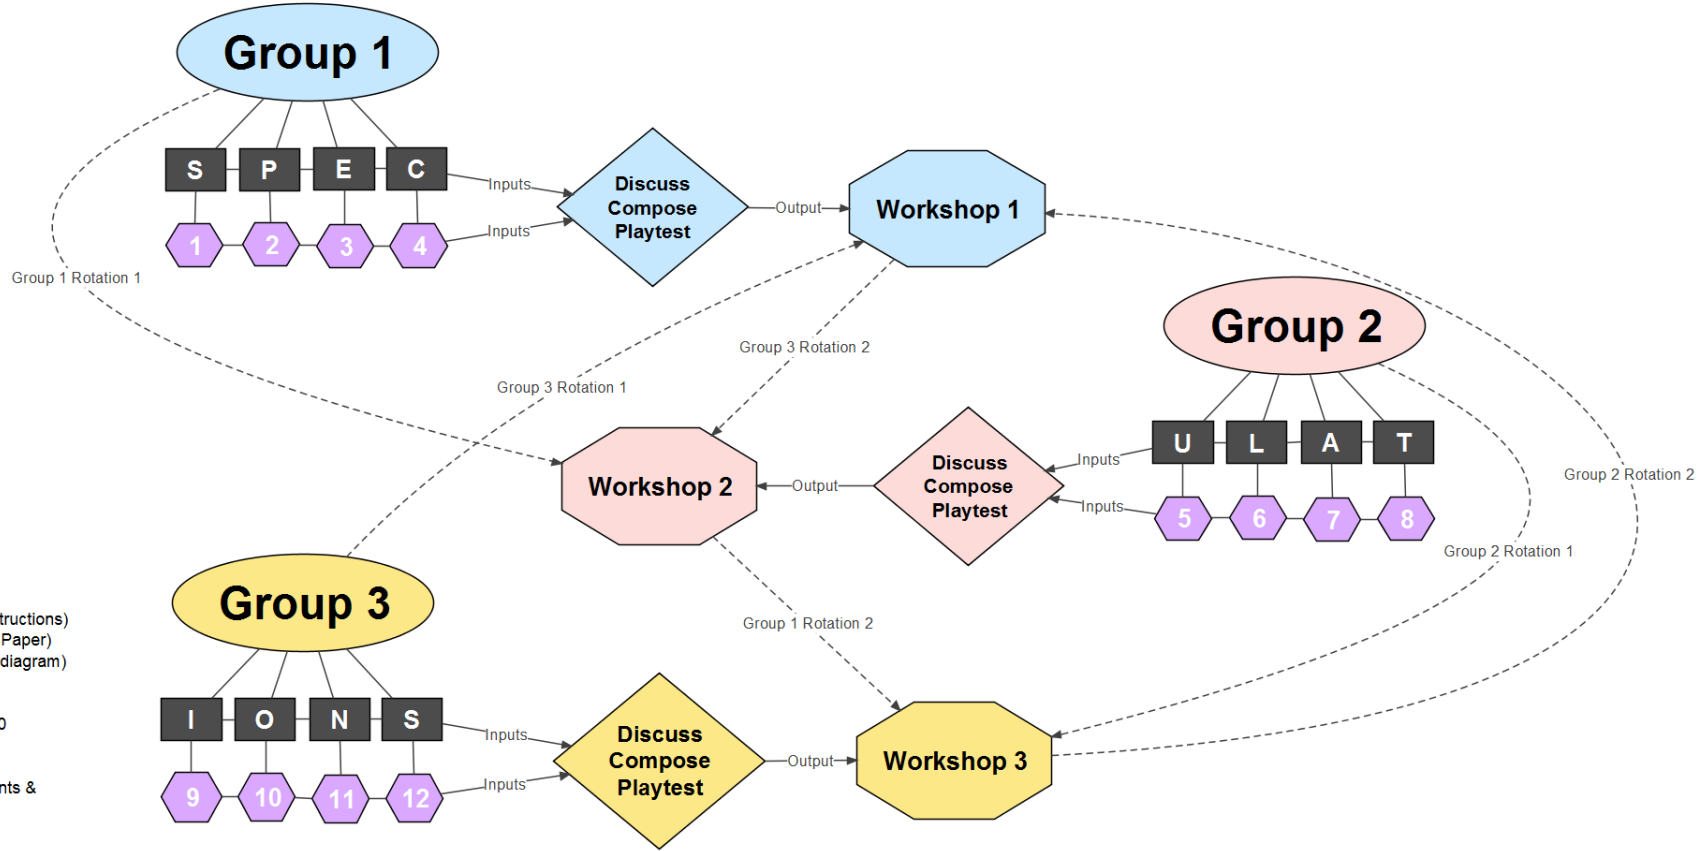 Group 1
S P E C
1 2 3 4
Inputs
Inputs
Discuss
Compose
Playtest
Output
Workshop 1
Group 1 Rotation 1
Group 3 Rotation 2
Group 3 Rotation 1
Group 2
U L A T
5 6 7 8
Inputs
Inputs
Discuss
Compose
Playtest
Output
Workshop 2
Group 2 Rotation 2
Group 2 Rotation 1
Group 1 Rotation 2
Group 3
I O N S
9 10 11 12
Inputs
Inputs
Discuss
Compose
Playtest
Output
Workshop 3
tructions)
Paper)
diagram)
0
nts &